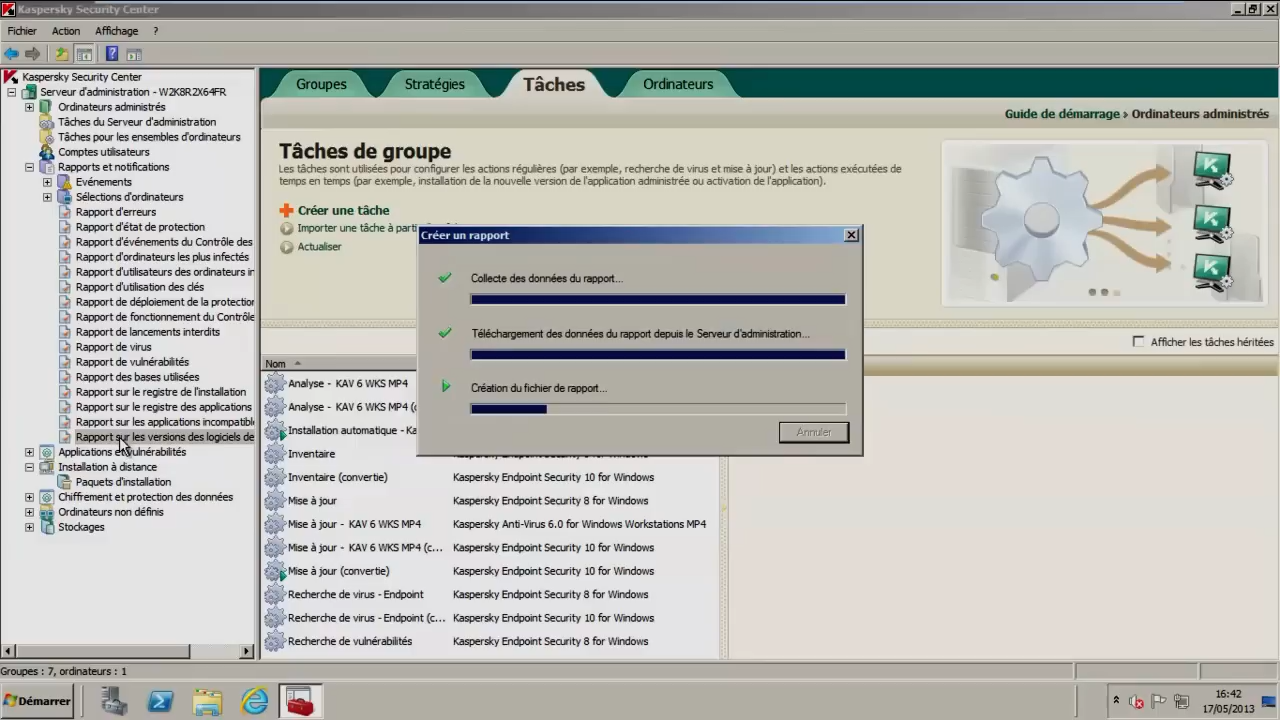 Kaspersky Security Center
Fichier Action Affichage ?
Kaspersky Security Center
Serveur d'administration - W2K8R2X64FR
Ordinateurs administrés
Tâches du Serveur d'administration
Tâches pour les ensembles d'ordinateurs
Comptes utilisateurs
Rapports et notifications
Evénements
Sélections d'ordinateurs
Rapport d'erreurs
Rapport d'état de protection
Rapport d'événements du Contrôle des
Rapport d'ordinateurs les plus infectés
Rapport d'utilisateurs des ordinateurs in
Rapport d'utilisation des clés
Rapport de déploiement de la protection
Rapport de fonctionnement du Contrôle
Rapport de lancements interdits
Rapport de virus
Rapport de vulnérabilités
Rapport des bases utilisées
Rapport sur le registre de l'installation
Rapport sur le registre des applications
Rapport sur les applications incompatible
Rapport sur les versions des logiciels de
Applications et vulnérabilités
Installation à distance
Paquets d'installation
Chiffrement et protection des données
Ordinateurs non définis
Stockages
Groupes Stratégies Tâches Ordinateurs
Guide de démarrage › Ordinateurs administrés
Tâches de groupe
Les tâches sont utilisées pour configurer les actions régulières (par exemple, recherche de virus et mise à jour) et les actions exécutées de
temps en temps (par exemple, installation de la nouvelle version de l'application administrée ou activation de l'application).
Créer une tâche
Importer une tâche à parti
Actualiser
Afficher les tâches héritées
Créer un rapport
Collecte des données du rapport...
Téléchargement des données du rapport depuis le Serveur d'administration...
Création du fichier de rapport...
Annuler
Nom
Analyse - KAV 6 WKS MP4
Analyse - KAV 6 WKS MP4 (c
Installation automatique - Ka
Inventaire Kaspersky Endpoint Security 8 for Windows
Inventaire (convertie) Kaspersky Endpoint Security 10 for Windows
Mise à jour Kaspersky Endpoint Security 8 for Windows
Mise à jour - KAV 6 WKS MP4 Kaspersky Anti-Virus 6.0 for Windows Workstations MP4
Mise à jour - KAV 6 WKS MP4 (c... Kaspersky Endpoint Security 10 for Windows
Mise à jour (convertie) Kaspersky Endpoint Security 10 for Windows
Recherche de virus - Endpoint Kaspersky Endpoint Security 8 for Windows
Recherche de virus - Endpoint (c... Kaspersky Endpoint Security 10 for Windows
Recherche de vulnérabilités Kaspersky Endpoint Security 8 for Windows
Groupes : 7, ordinateurs : 1
Démarrer
16:42
17/05/2013